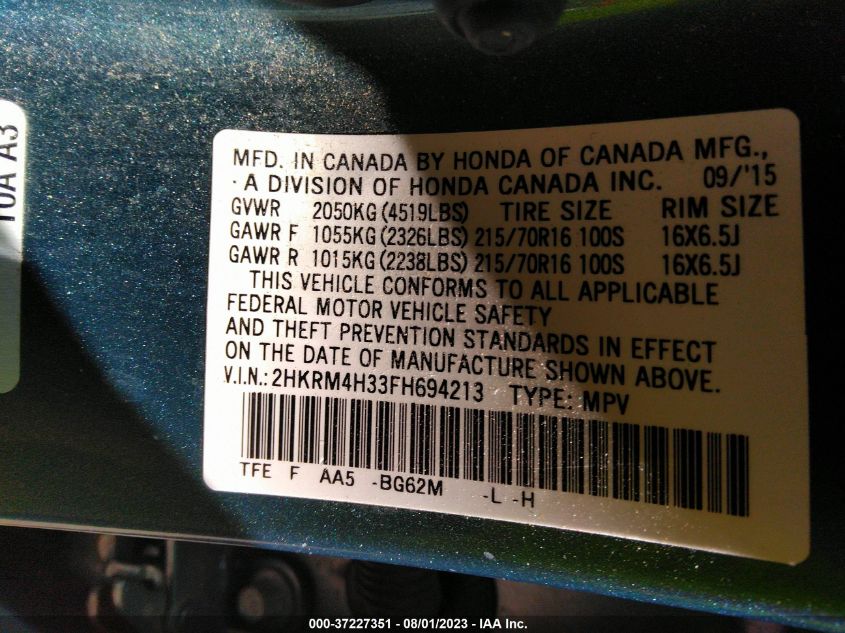 10A A3
MFD. IN CANADA BY HONDA OF CANADA MFG.,
A DIVISION OF HONDA CANADA INC. 09/'15
GVWR 2050KG (4519LBS) TIRE SIZE RIM SIZE
GAWR F 1055KG (2326LBS) 215/70R16 100S 16X6.5J
GAWR R 1015KG (2238LBS) 215/70R16 100S 16X6.5J
THIS VEHICLE CONFORMS TO ALL APPLICABLE
FEDERAL MOTOR VEHICLE SAFETY
AND THEFT PREVENTION STANDARDS IN EFFECT
ON THE DATE OF MANUFACTURE SHOWN ABOVE.
V.I.N.: 2HKRM4H33FH694213 TYPE: MPV
TFE F AA5 -BG62M -L -H
000-37227351 - 08/01/2023 - IAA Inc.